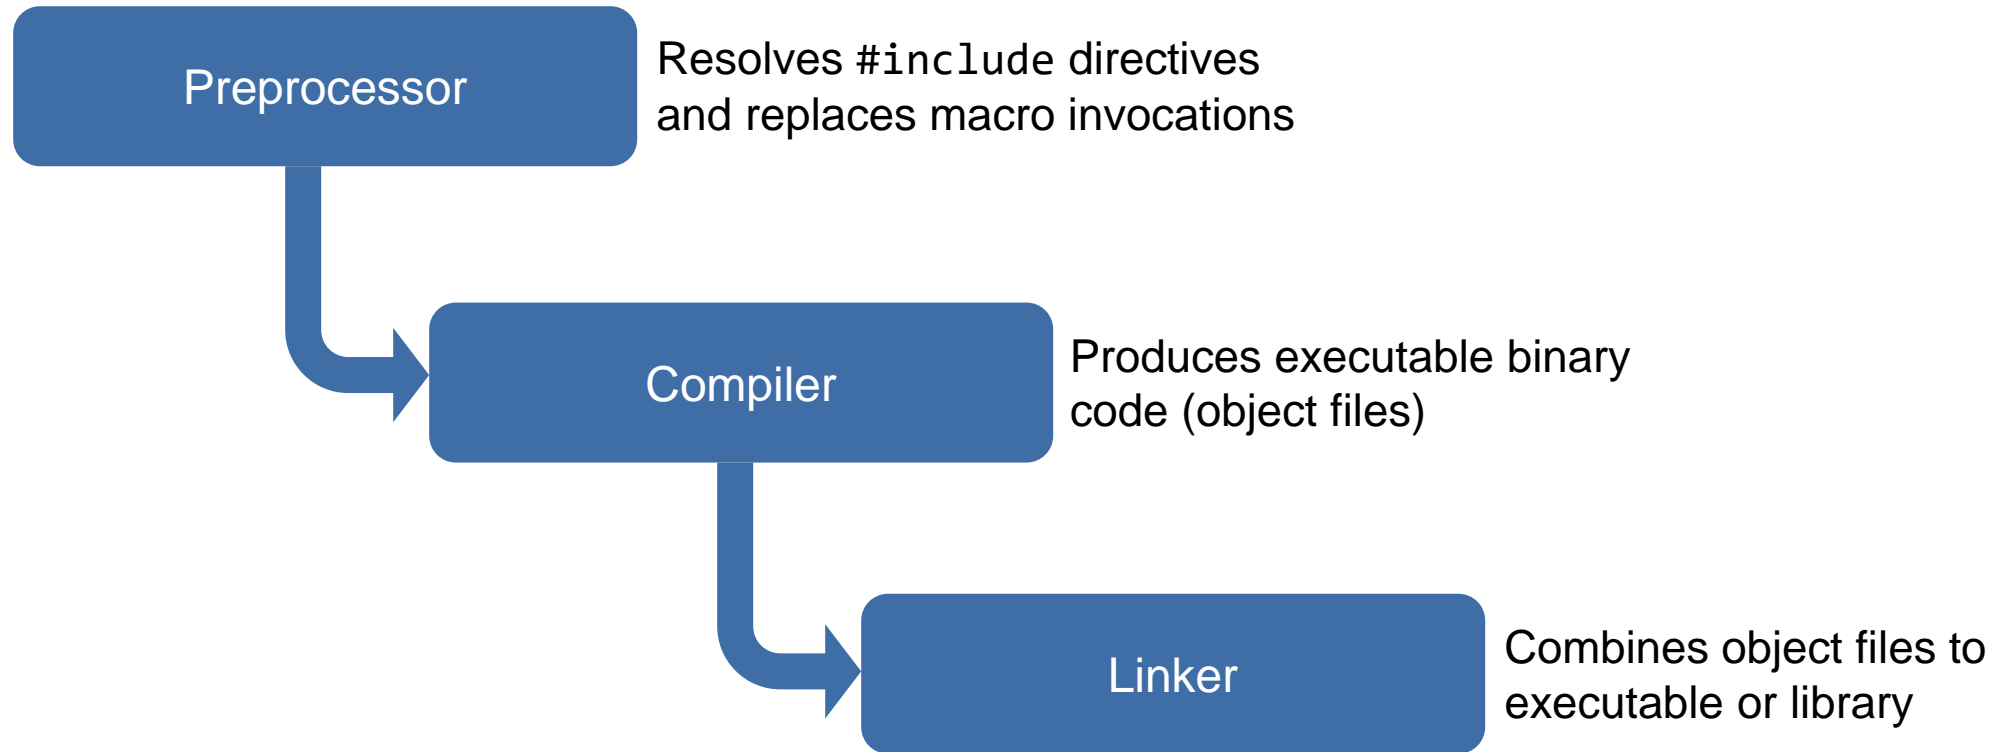 Preprocessor
Resolves #include directives
and replaces macro invocations
Compiler
Produces executable binary
code (object files)
Linker
Combines object files to
executable or library